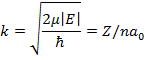 k = √(2μ|E|/ħ) = Z/na₀